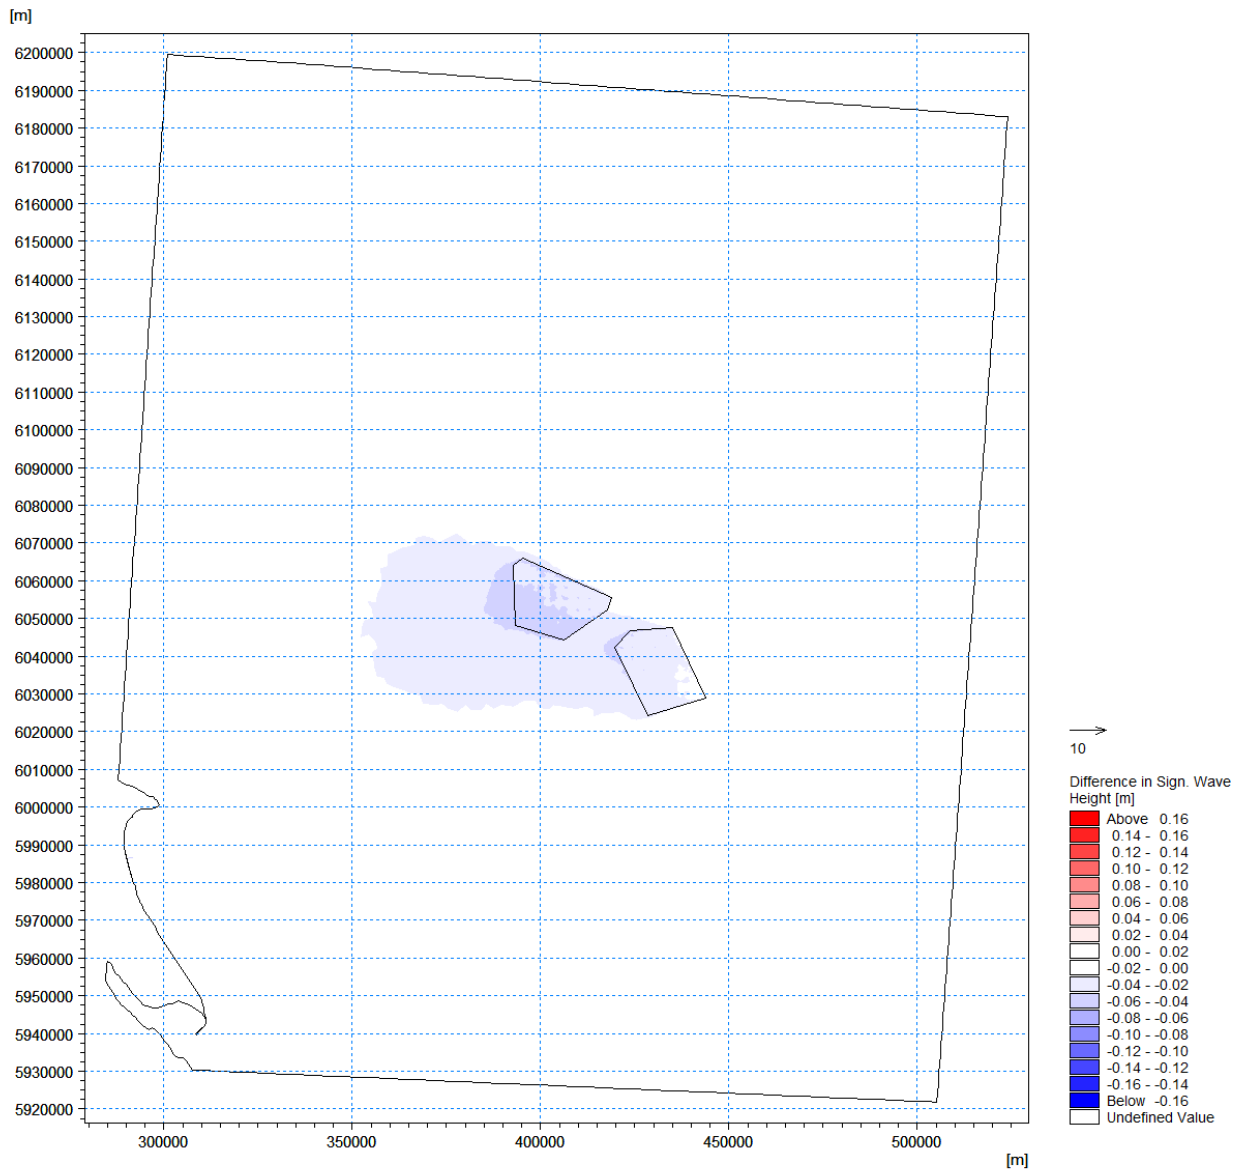 [m]
6200000
6190000
6180000
6170000
6160000
6150000
6140000
6130000
6120000
6110000
6100000
6090000
6080000
6070000
6060000
6050000
6040000
6030000
6020000
6010000
6000000
5990000
5980000
5970000
5960000
5950000
5940000
5930000
5920000
300000 350000 400000 450000 500000
[m]
10
Difference in Sign. Wave
Height [m]
Above 0.16
0.14 - 0.16
0.12 - 0.14
0.10 - 0.12
0.08 - 0.10
0.06 - 0.08
0.04 - 0.06
0.02 - 0.04
0.00 - 0.02
-0.02 - 0.00
-0.04 - -0.02
-0.06 - -0.04
-0.08 - -0.06
-0.10 - -0.08
-0.12 - -0.10
-0.14 - -0.12
-0.16 - -0.14
Below -0.16
Undefined Value